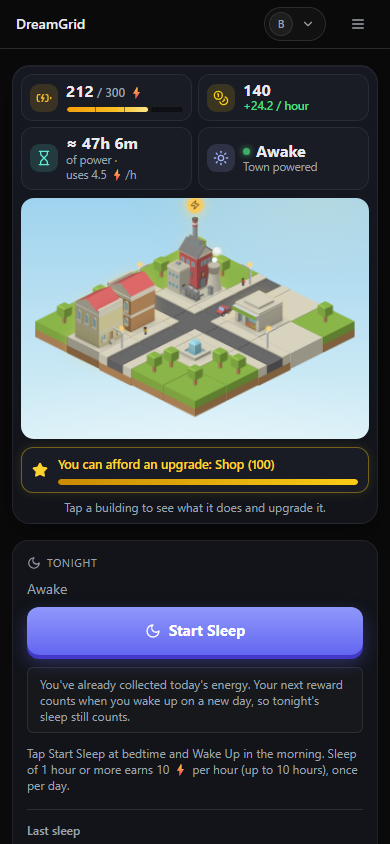 DreamGrid
B
212 / 300 ⚡
140
+24.2 / hour
≈ 47h 6m
of power ·
uses 4.5 ⚡ /h
Awake
Town powered
You can afford an upgrade: Shop (100)
Tap a building to see what it does and upgrade it.
TONIGHT
Awake
Start Sleep
You've already collected today's energy. Your next reward
counts when you wake up on a new day, so tonight's
sleep still counts.
Tap Start Sleep at bedtime and Wake Up in the morning. Sleep
of 1 hour or more earns 10 ⚡ per hour (up to 10 hours), once
per day.
Last sleep